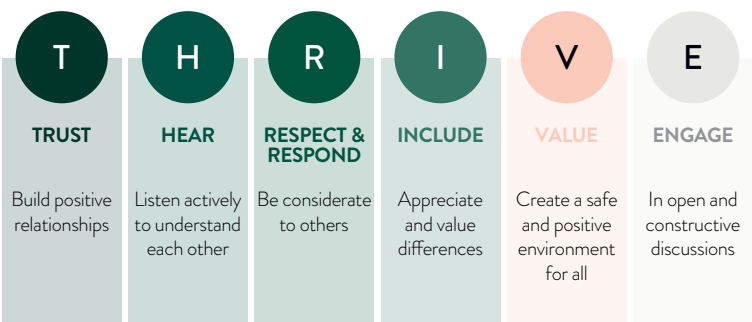 T
TRUST
Build positive
relationships
H
HEAR
Listen actively
to understand
each other
R
RESPECT &
RESPOND
Be considerate
to others
I
INCLUDE
Appreciate
and value
differences
V
VALUE
Create a safe
and positive
environment
for all
E
ENGAGE
In open and
constructive
discussions